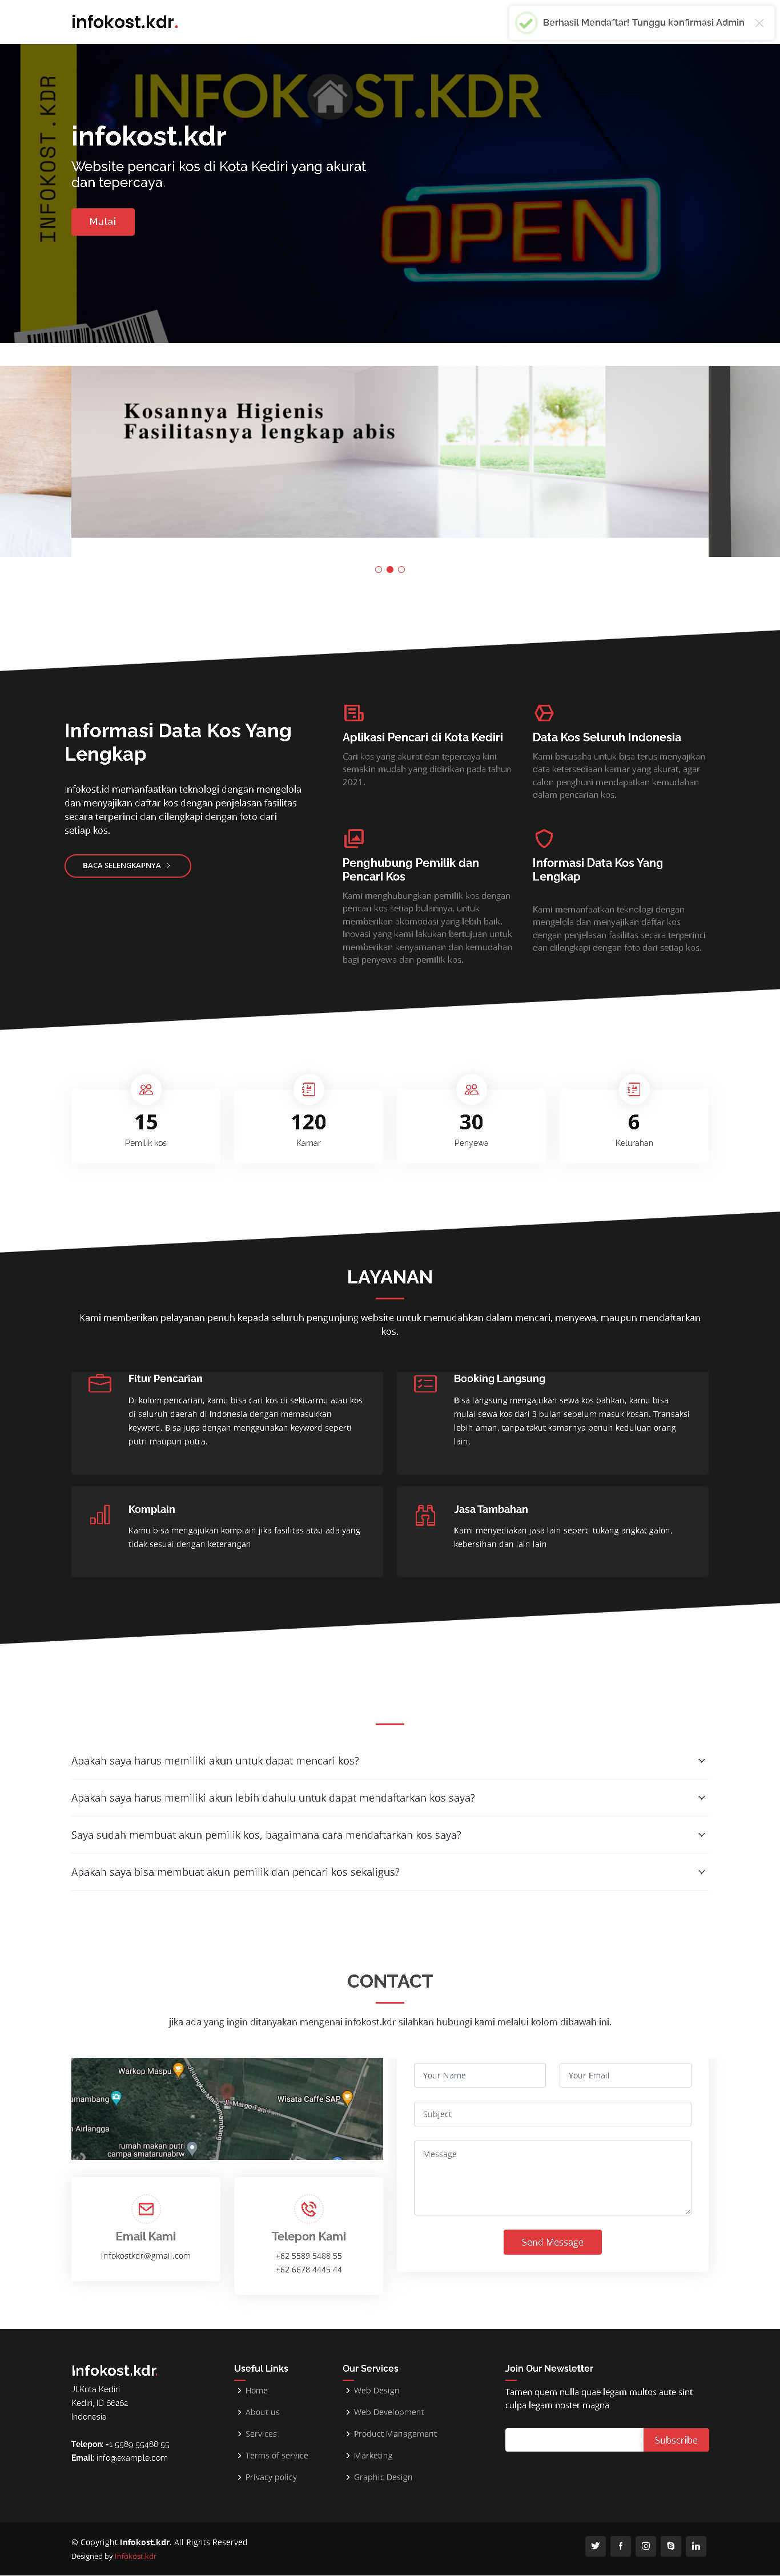 infokost.kdr.
Berhasil Mendaftar! Tunggu konfirmasi Admin
INFOKOST.KDR
INFOKOST.KDR
infokost.kdr
Website pencari kos di Kota Kediri yang akurat
dan tepercaya.
Mulai
OPEN
Kosannya Higienis
Fasilitasnya lengkap abis
Informasi Data Kos Yang
Lengkap
Infokost.id memanfaatkan teknologi dengan mengelola
dan menyajikan daftar kos dengan penjelasan fasilitas
secara terperinci dan dilengkapi dengan foto dari
setiap kos.
BACA SELENGKAPNYA
Aplikasi Pencari di Kota Kediri
Cari kos yang akurat dan tepercaya kini
semakin mudah yang didirikan pada tahun
2021.
Data Kos Seluruh Indonesia
Kami berusaha untuk bisa terus menyajikan
data ketersediaan kamar yang akurat, agar
calon penghuni mendapatkan kemudahan
dalam pencarian kos.
Penghubung Pemilik dan
Pencari Kos
Kami menghubungkan pemilik kos dengan
pencari kos setiap bulannya, untuk
memberikan akomodasi yang lebih baik.
Inovasi yang kami lakukan bertujuan untuk
memberikan kenyamanan dan kemudahan
bagi penyewa dan pemilik kos.
Informasi Data Kos Yang
Lengkap
Kami memanfaatkan teknologi dengan
mengelola dan menyajikan daftar kos
dengan penjelasan fasilitas secara terperinci
dan dilengkapi dengan foto dari setiap kos.
15
Pemilik kos
120
Kamar
30
Penyewa
6
Kelurahan
LAYANAN
Kami memberikan pelayanan penuh kepada seluruh pengunjung website untuk memudahkan dalam mencari, menyewa, maupun mendaftarkan
kos.
Fitur Pencarian
Di kolom pencarian, kamu bisa cari kos di sekitarmu atau kos
di seluruh daerah di Indonesia dengan memasukkan
keyword. Bisa juga dengan menggunakan keyword seperti
putri maupun putra.
Booking Langsung
Bisa langsung mengajukan sewa kos bahkan, kamu bisa
mulai sewa kos dari 3 bulan sebelum masuk kosan. Transaksi
lebih aman, tanpa takut kamarnya penuh keduluan orang
lain.
Komplain
Kamu bisa mengajukan komplain jika fasilitas atau ada yang
tidak sesuai dengan keterangan
Jasa Tambahan
Kami menyediakan jasa lain seperti tukang angkat galon,
kebersihan dan lain lain
Apakah saya harus memiliki akun untuk dapat mencari kos?
Apakah saya harus memiliki akun lebih dahulu untuk dapat mendaftarkan kos saya?
Saya sudah membuat akun pemilik kos, bagaimana cara mendaftarkan kos saya?
Apakah saya bisa membuat akun pemilik dan pencari kos sekaligus?
CONTACT
jika ada yang ingin ditanyakan mengenai infokost.kdr silahkan hubungi kami melalui kolom dibawah ini.
Warkop Maspu
umambang
Wisata Caffe SAP
n Airlangga
rumah makan putri
campa smatarunabrw
Email Kami
infokostkdr@gmail.com
Telepon Kami
+62 5589 5488 55
+62 6678 4445 44
Your Name
Your Email
Subject
Message
Send Message
Infokost.kdr.
Jl.Kota Kediri
Kediri, ID 66262
Indonesia
Telepon: +1 5589 55488 55
Email: info@example.com
Useful Links
Home
About us
Services
Terms of service
Privacy policy
Our Services
Web Design
Web Development
Product Management
Marketing
Graphic Design
Join Our Newsletter
Tamen quem nulla quae legam multos aute sint
culpa legam noster magna
Subscribe
© Copyright Infokost.kdr. All Rights Reserved
Designed by Infokost.kdr